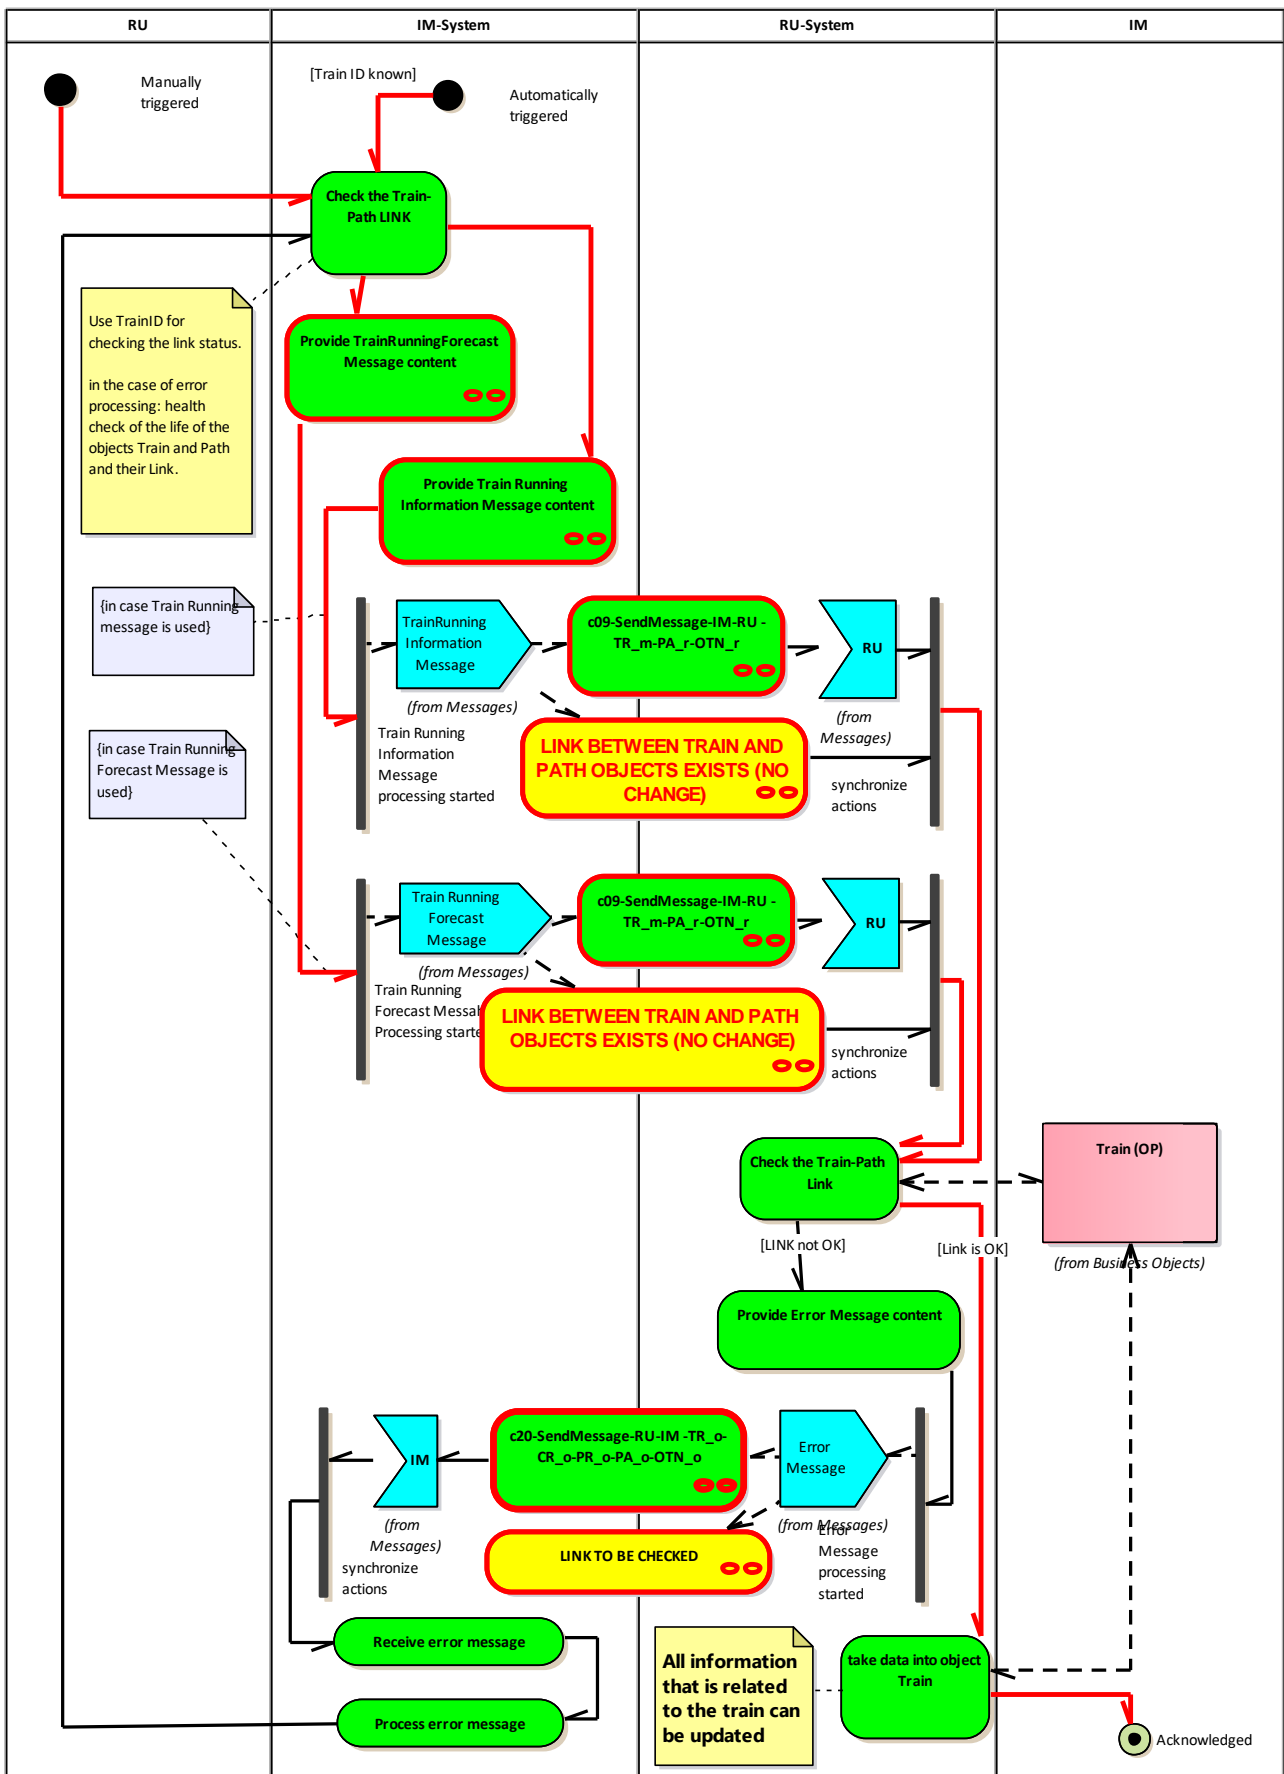 RU
IM-System
RU-System
IM
Manually
triggered
[Train ID known]
Automatically
triggered
Check the Train-
Path LINK
Use TrainID for
checking the link status.
in the case of error
processing: health
check of the life of the
objects Train and Path
and their Link.
Provide TrainRunningForecast
Message content
Provide Train Running
Information Message content
{in case Train Running
message is used}
TrainRunning
Information
Message
(from Messages)
Train Running
Information
Message
processing started
c09-SendMessage-IM-RU -
TR_m-PA_r-OTN_r
RU
(from
Messages)
LINK BETWEEN TRAIN AND
PATH OBJECTS EXISTS (NO
CHANGE)
synchronize
actions
{in case Train Running
Forecast Message is
used}
Train Running
Forecast
Message
(from Messages)
Train Running
Forecast
Processing
c09-SendMessage-IM-RU -
TR_m-PA_r-OTN_r
RU
LINK BETWEEN TRAIN AND PATH
OBJECTS EXISTS (NO CHANGE)
synchronize
actions
Check the Train-Path
Link
Train (OP)
(from Business Objects)
[LINK not OK]
[Link is OK]
Provide Error Message content
IM
(from
Messages)
synchronize
actions
c20-SendMessage-RU-IM -TR_o-
CR_o-PR_o-PA_o-OTN_o
Error
Message
(from Messages)
Error
Message
processing
started
LINK TO BE CHECKED
Receive error message
Process error message
All information
that is related
to the train can
be updated
take data into object
Train
Acknowledged